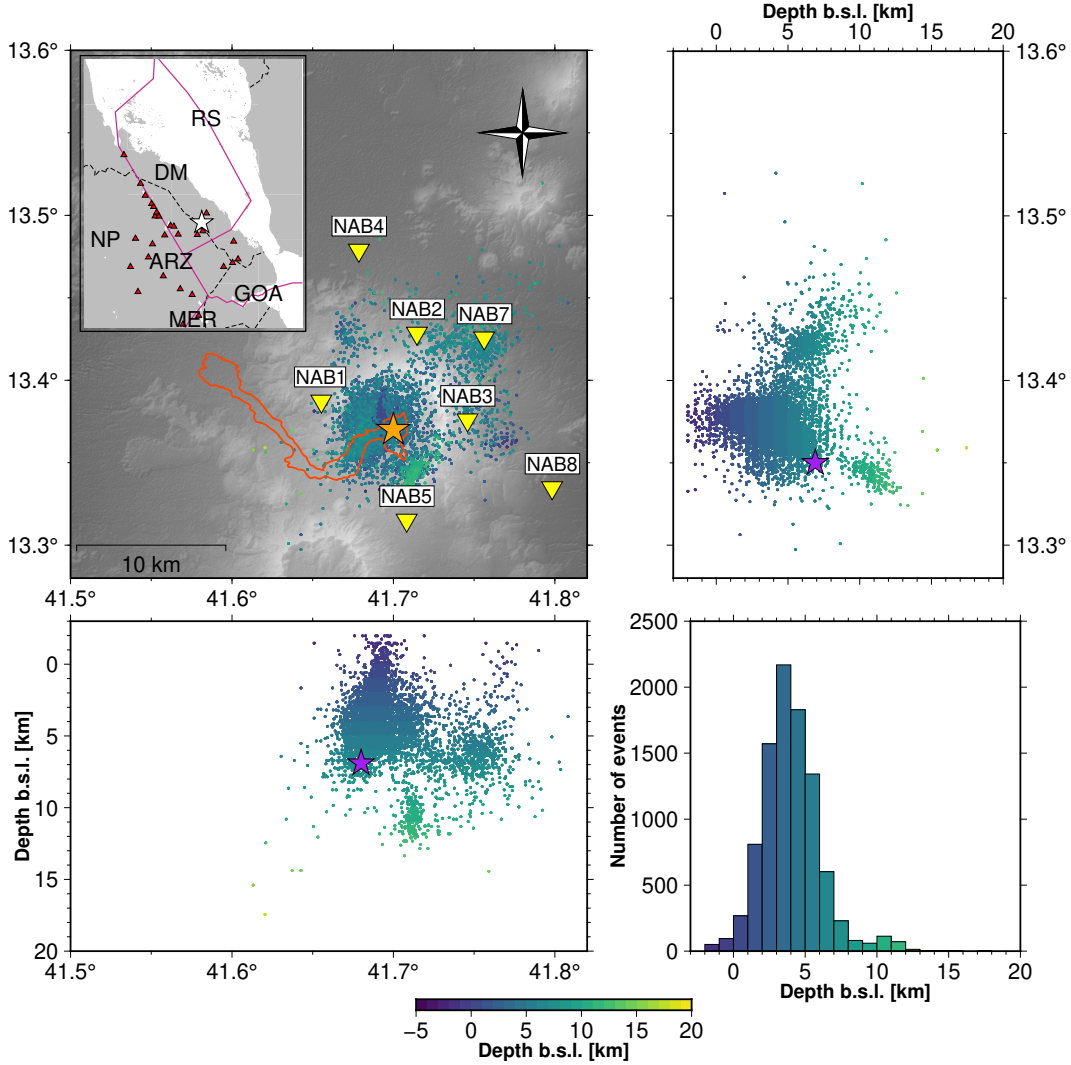 Depth b.s.l. [km]
0 5 10 15 20
13.6°
13.5°
13.4°
13.3°
RS
DM
NP
ARZ
GOA
MER
NAB4
NAB2
NAB7
NAB1
NAB3
NAB8
NAB5
10 km
41.5° 41.6° 41.7° 41.8°
13.6°
13.5°
13.4°
13.3°
Depth b.s.l. [km]
0
5
10
15
20
41.5° 41.6° 41.7° 41.8°
Number of events
2500
2000
1500
1000
500
0
0 5 10 15 20
Depth b.s.l. [km]
−5 0 5 10 15 20
Depth b.s.l. [km]